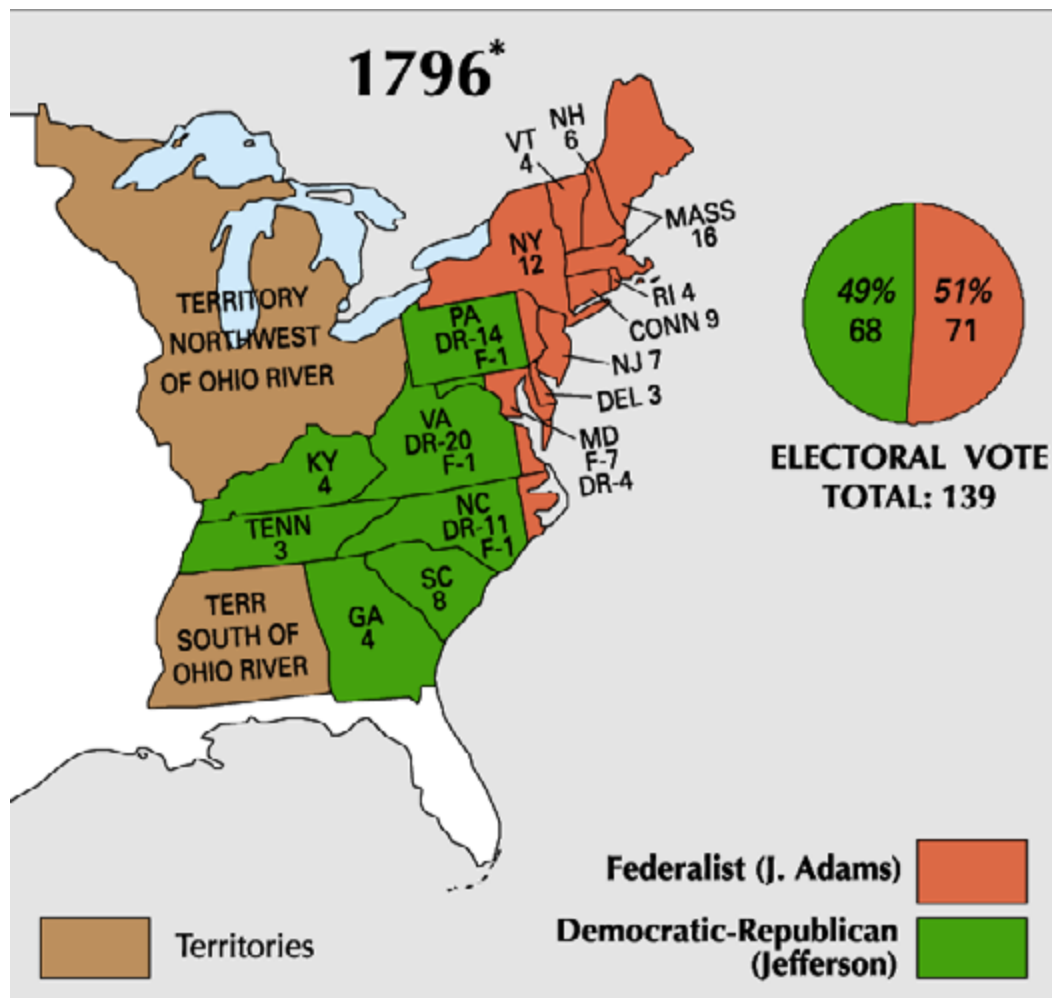 1796*
NH
6
VT
4
MASS
16
NY
12
RI 4
CONN 9
NJ 7
DEL 3
MD
F-7
DR-4
PA
DR-14
F-1
VA
DR-20
F-1
KY
4
NC
DR-11
F-1
TENN
3
SC
8
GA
4
TERRITORY
NORTHWEST
OF OHIO RIVER
TERR
SOUTH OF
OHIO RIVER
49%
68
51%
71
ELECTORAL VOTE
TOTAL: 139
Federalist (J. Adams)
Democratic-Republican
(Jefferson)
Territories